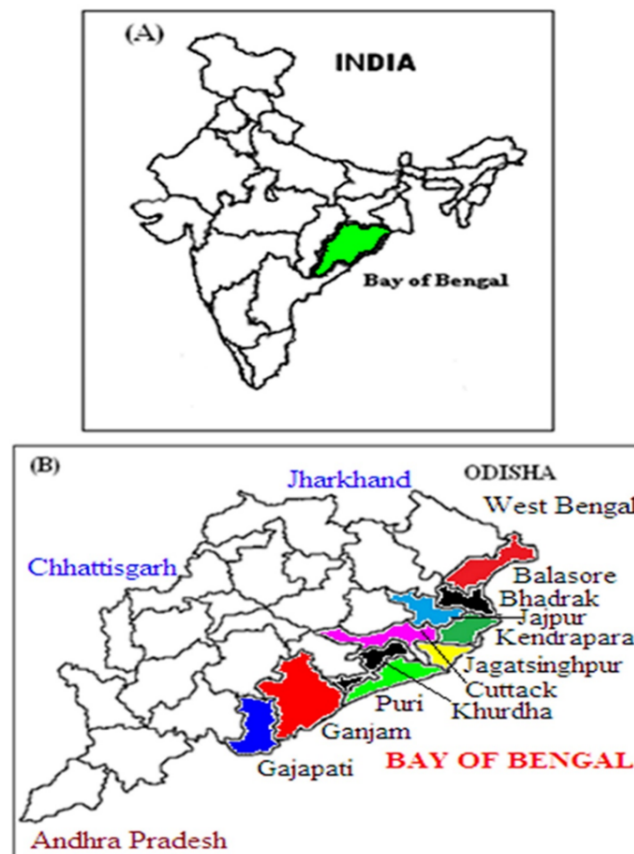 (A)
INDIA
Bay of Bengal
(B)
ODISHA
Jharkhand
West Bengal
Chhattisgarh
Balasore
Bhadrak
Jajpur
Kendrapara
Jagatsinghpur
Cuttack
Puri
Khurdha
Ganjam
BAY OF BENGAL
Gajapati
Andhra Pradesh